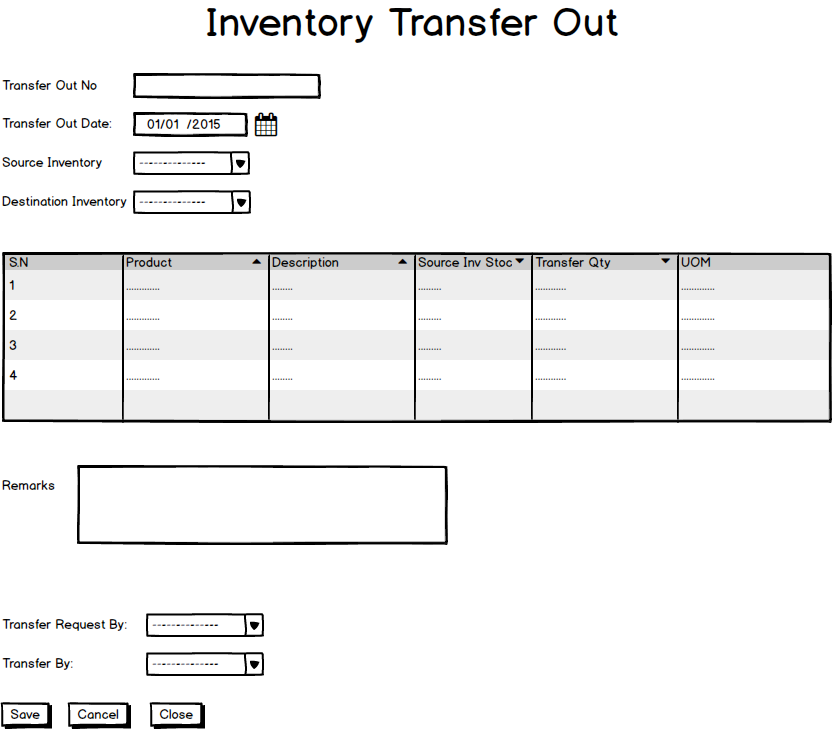 Inventory Transfer Out
Transfer Out No
Transfer Out Date: 01/01 /2015
Source Inventory --------------
Destination Inventory --------------
S.N Product Description Source Inv Stoc Transfer Qty UOM
1 ............. ........ ......... ............ .............
2 ............. ........ ......... ............ .............
3 ............. ........ ......... ............ .............
4 ............. ........ ......... ............ .............
Remarks
Transfer Request By: --------------
Transfer By: --------------
Save Cancel Close